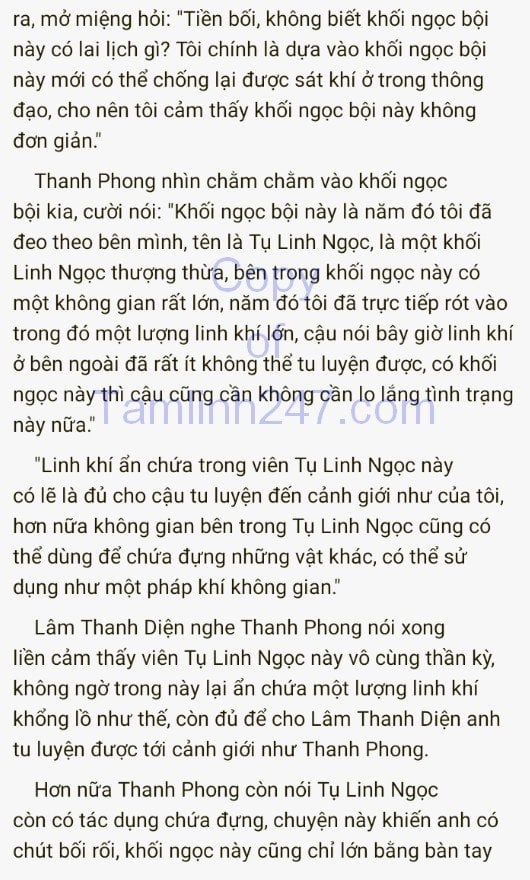 ra, mở miệng hỏi: "Tiền bối, không biết khối ngọc bội
này có lai lịch gì? Tôi chính là dựa vào khối ngọc bội
này mới có thể chống lại được sát khí ở trong thông
đạo, cho nên tôi cảm thấy khối ngọc bội này không
đơn giản."
Thanh Phong nhìn chằm chằm vào khối ngọc
bội kia, cười nói: "Khối ngọc bội này là năm đó tôi đã
đeo theo bên mình, tên là Tụ Linh Ngọc, là một khối
Linh Ngọc thượng thừa, bên trong khối ngọc này có
một không gian rất lớn, năm đó tôi đã trực tiếp rót vào
trong đó một lượng linh khí lớn, cậu nói bây giờ linh khí
ở bên ngoài đã rất ít không thể tu luyện được, có khối
ngọc này thì cậu cũng cần không cần lo lắng tình trạng
này nữa."
"Linh khí ẩn chứa trong viên Tụ Linh Ngọc này
có lẽ là đủ cho cậu tu luyện đến cảnh giới như của tôi,
hơn nữa không gian bên trong Tụ Linh Ngọc cũng có
thể dùng để chứa đựng những vật khác, có thể sử
dụng như một pháp khí không gian."
Lâm Thanh Diện nghe Thanh Phong nói xong
liền cảm thấy viên Tụ Linh Ngọc này vô cùng thần kỳ,
không ngờ trong này lại ẩn chứa một lượng linh khí
khổng lồ như thế, còn đủ để cho Lâm Thanh Diện anh
tu luyện được tới cảnh giới như Thanh Phong.
Hơn nữa Thanh Phong còn nói Tụ Linh Ngọc
còn có tác dụng chứa đựng, chuyện này khiến anh có
chút bối rối, khối ngọc này cũng chỉ lớn bằng bàn tay
Copy
of
Tamlinh247.com